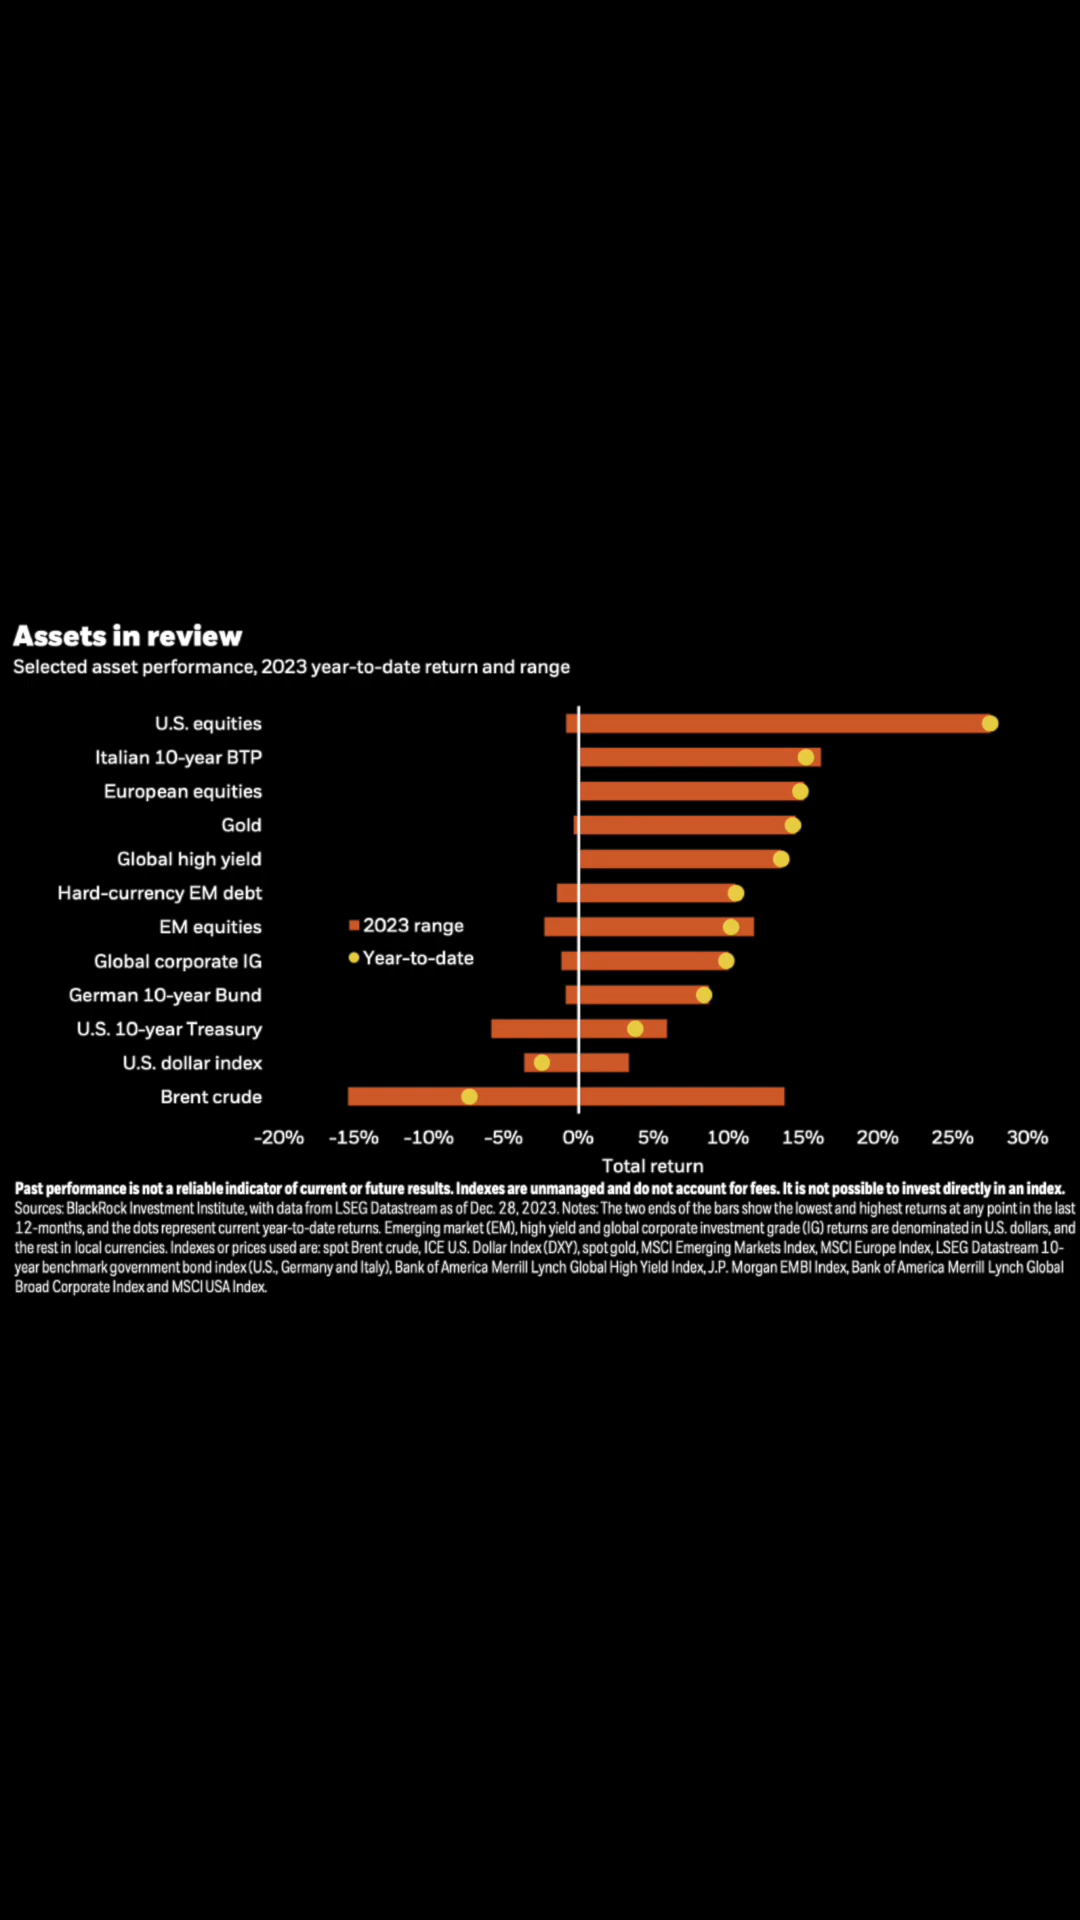 Assets in review
Selected asset performance, 2023 year-to-date return and range
U.S. equities
Italian 10-year BTP
European equities
Gold
Global high yield
Hard-currency EM debt
EM equities
Global corporate IG
German 10-year Bund
U.S. 10-year Treasury
U.S. dollar index
Brent crude
2023 range
Year-to-date
-20% -15% -10% -5% 0% 5% 10% 15% 20% 25% 30%
Total return
Past performance is not a reliable indicator of current or future results. Indexes are unmanaged and do not account for fees. It is not possible to invest directly in an index.
Sources: BlackRock Investment Institute, with data from LSEG Datastream as of Dec. 28, 2023. Notes: The two ends of the bars show the lowest and highest returns at any point in the last
12-months, and the dots represent current year-to-date returns. Emerging market (EM), high yield and global corporate investment grade (IG) returns are denominated in U.S. dollars, and
the rest in local currencies. Indexes or prices used are: spot Brent crude, ICE U.S. Dollar Index (DXY), spot gold, MSCI Emerging Markets Index, MSCI Europe Index, LSEG Datastream 10-
year benchmark government bond index (U.S., Germany and Italy), Bank of America Merrill Lynch Global High Yield Index, J.P. Morgan EMBI Index, Bank of America Merrill Lynch Global
Broad Corporate Index and MSCI USA Index.